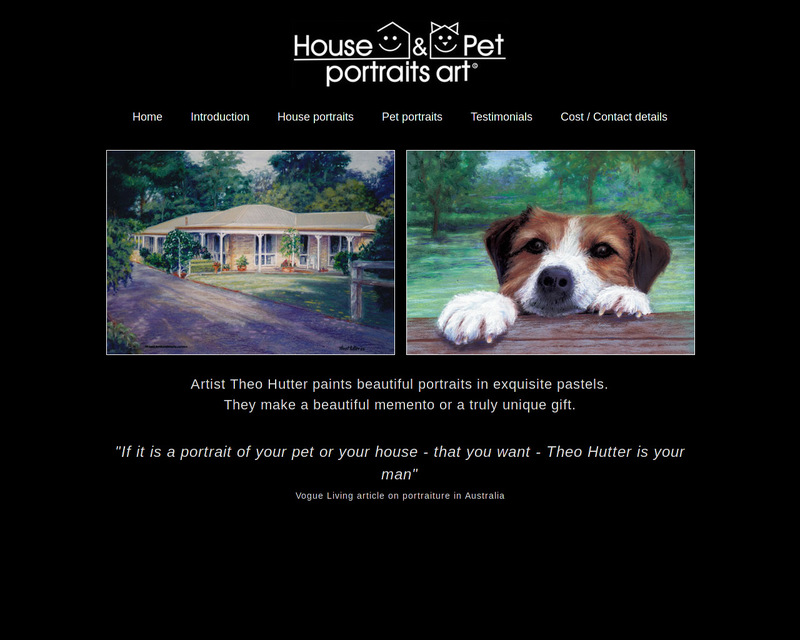 House & Pet
portraits art©
Home Introduction House portraits Pet portraits Testimonials Cost / Contact details
Artist Theo Hutter paints beautiful portraits in exquisite pastels.
They make a beautiful memento or a truly unique gift.
"If it is a portrait of your pet or your house - that you want - Theo Hutter is your
man"
Vogue Living article on portraiture in Australia